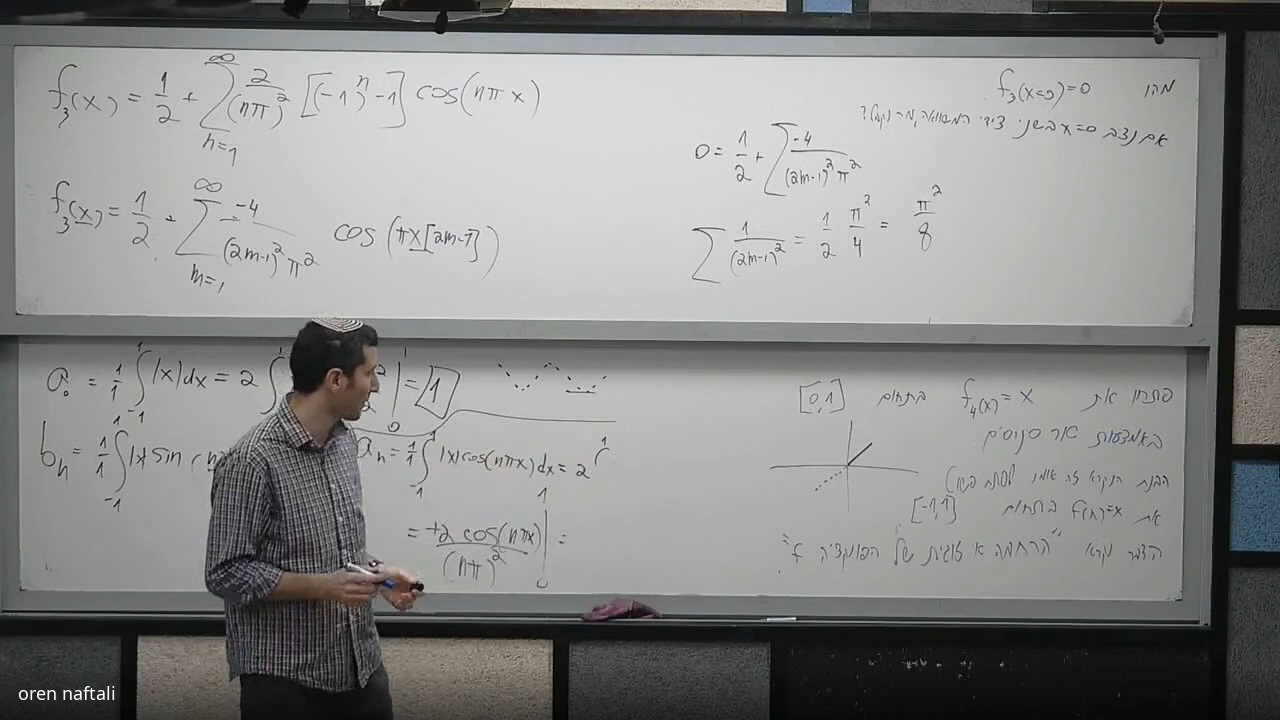 f₃(x) = 1/2 + ∑_{n=1}^{∞} 2/(nπ)² [(-1)ⁿ-1] cos(nπx)
f₃(x) = 1/2 + ∑_{m=1}^{∞} -4/((2m-1)²π²) cos(πx[2m-1])
מהו f₃(x=0)=0
אם נציב x=0 בשני צידי המשוואה, מה נקבל?
0 = 1/2 + ∑ -4/((2m-1)²π²)
∑ 1/(2m-1)² = 1/2 π²/4 = π²/8
a₀ = 1/1 ∫_{-1}^{1} |x|dx = 2 ∫ = 1
bₙ = 1/1 ∫_{-1}^{1} |x| sin
aₙ = 1/1 ∫_{-1}^{1} |x|cos(nπx)dx = 2 ∫
= +2 cos(nπx)/(nπ)² |₀¹ =
פתחו את f₄(x) = x בתחום [0,1]
באמצעות טור סינוסים
הבנת הנקרא זה אומר לפתח פשוט
את f(x)=x בתחום [-1,1]
הדבר נקרא "הרחבה אי זוגית של הפונקציה f"
oren naftali